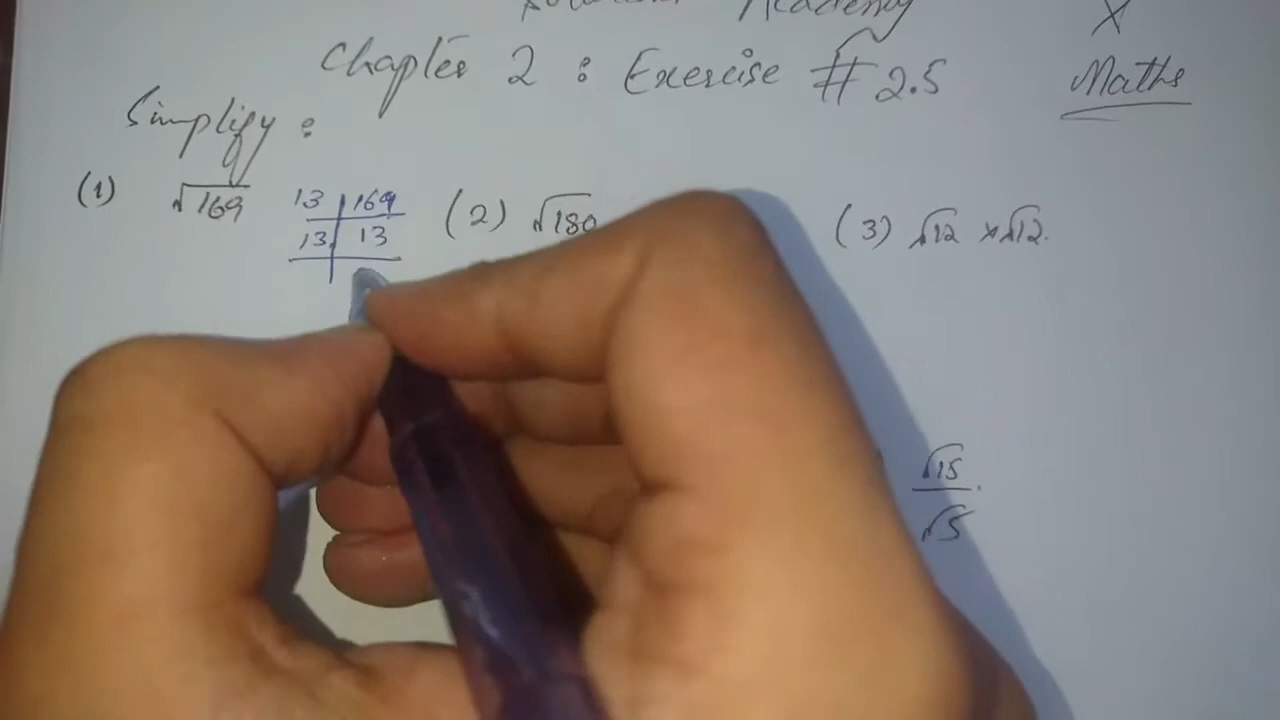 Academy X
Chapter 2 : Exercise # 2.5 Maths
Simplify :
(1) √169
13 | 169
13 | 13
(2) √180
(3) √12 × √12.
√15
√5